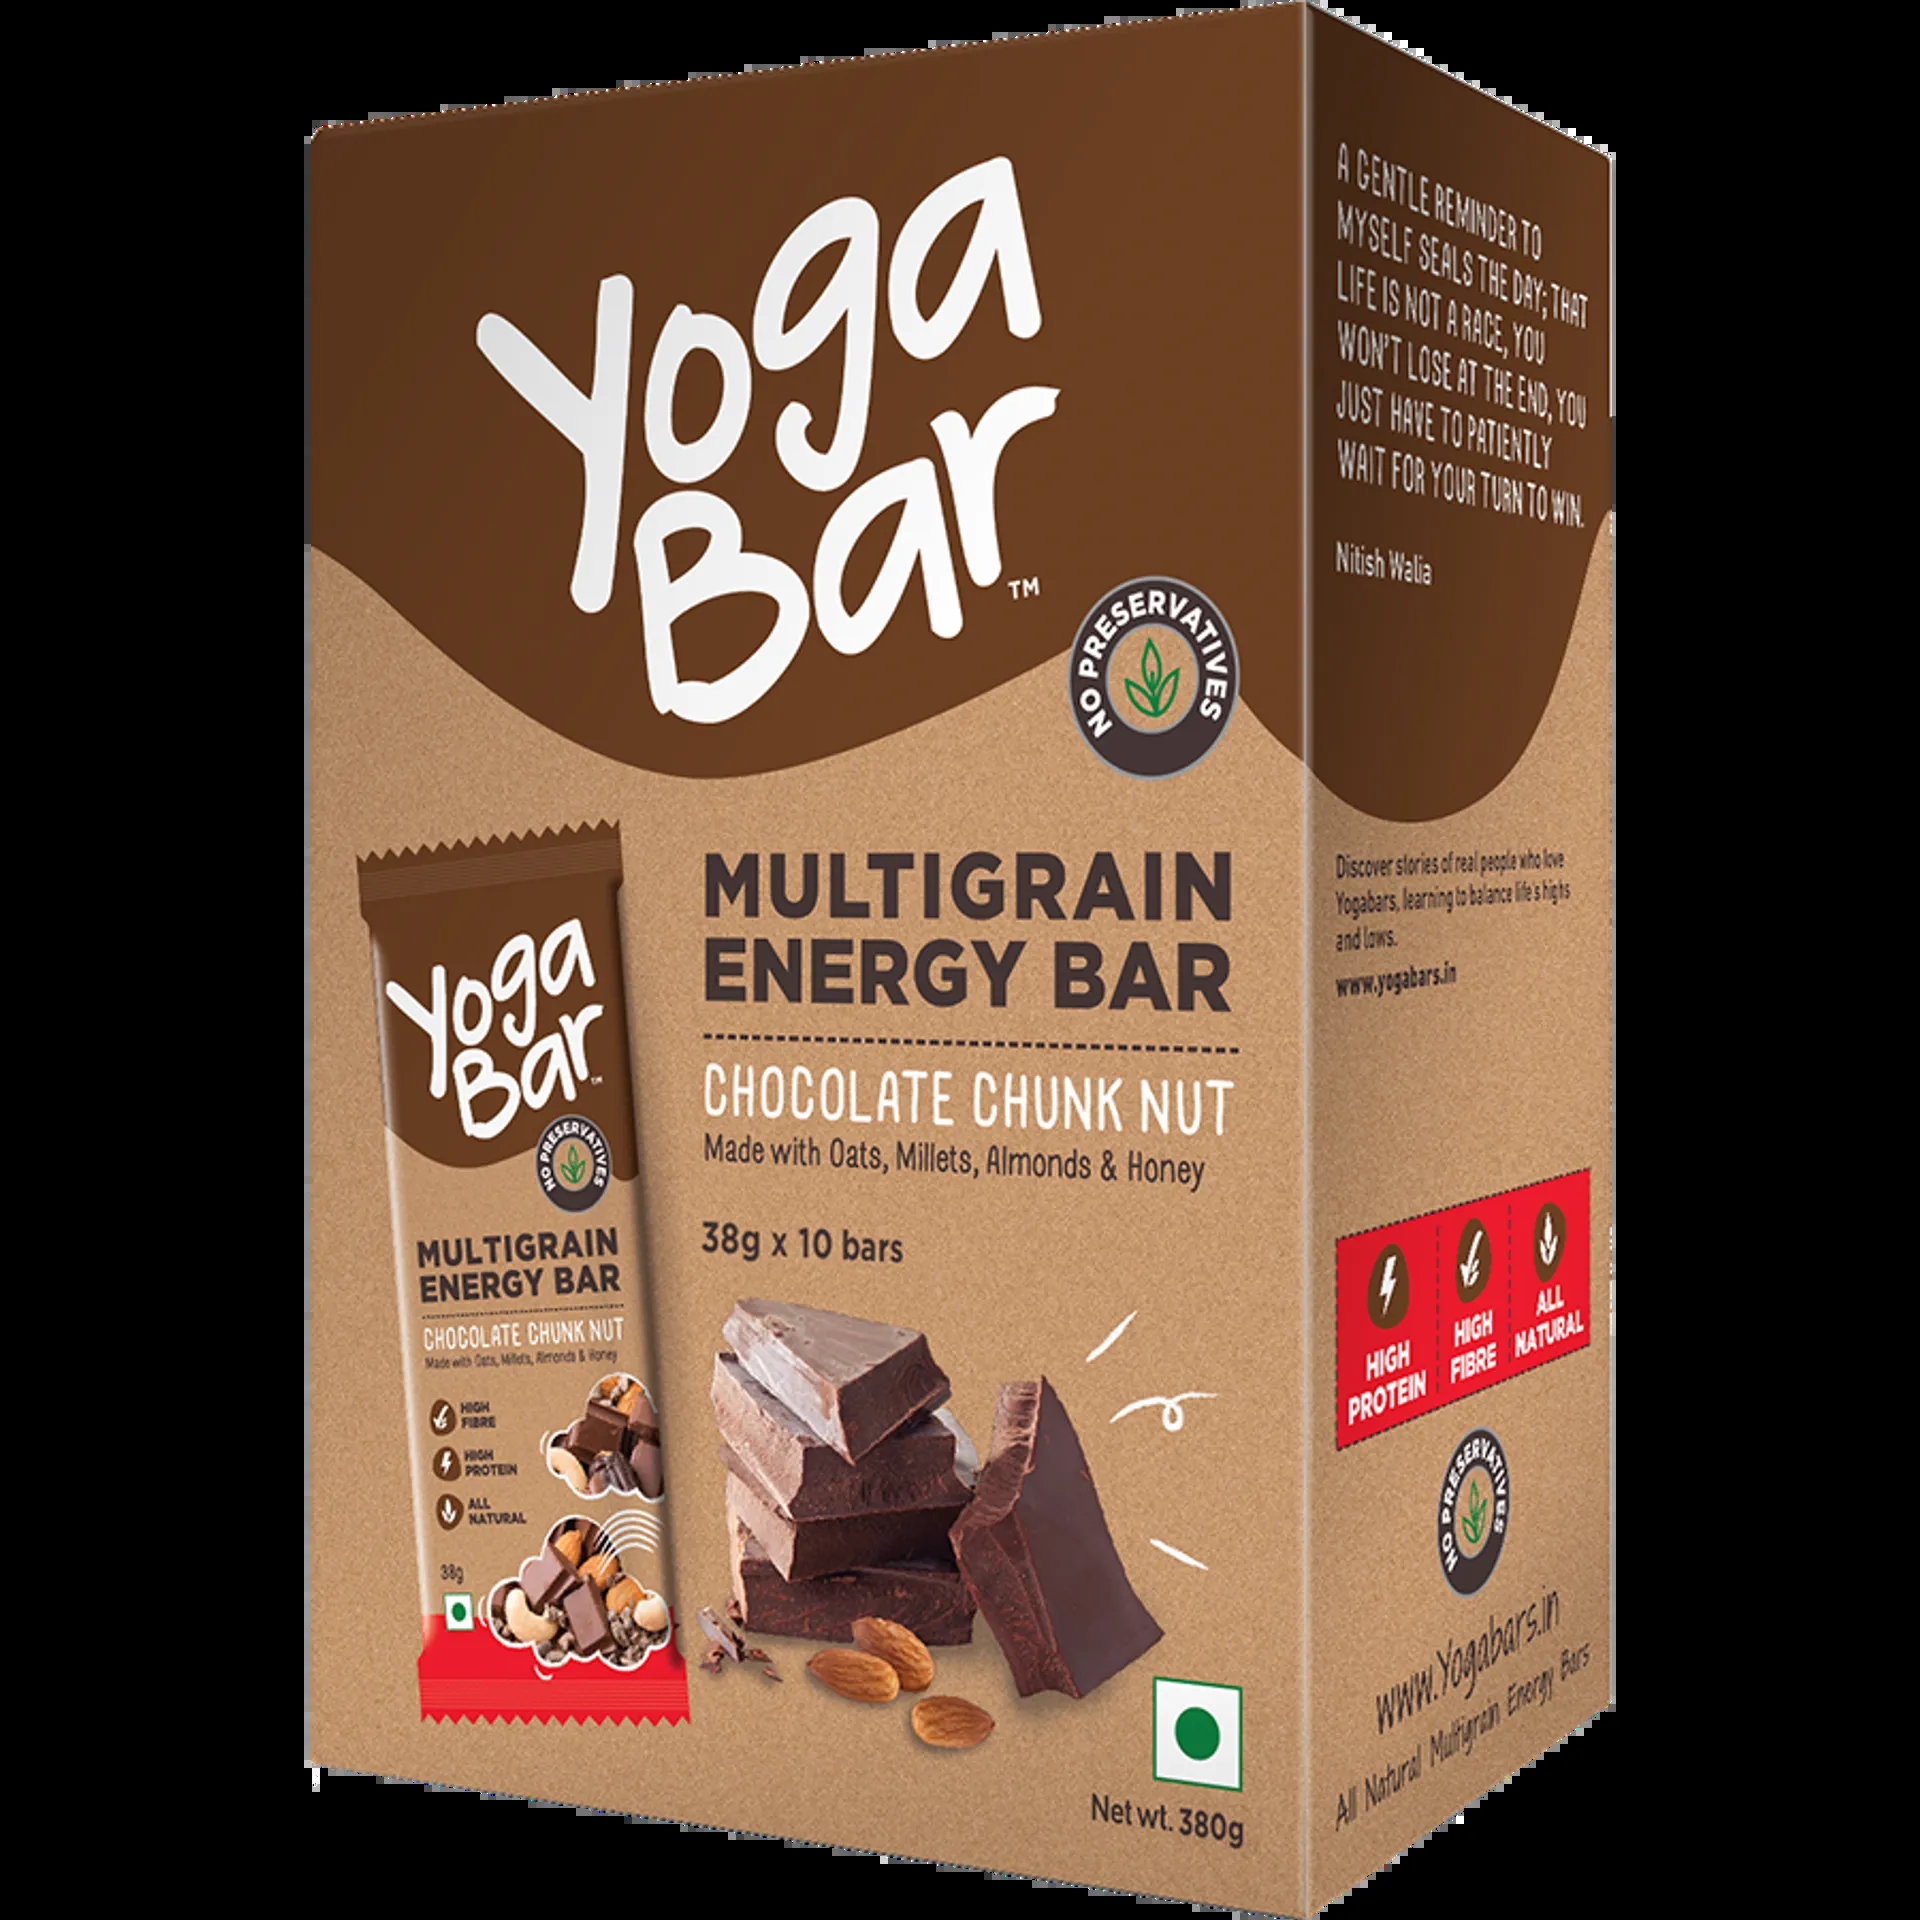 Yoga
Bar
TM
NO PRESERVATIVES
MULTIGRAIN
ENERGY BAR
CHOCOLATE CHUNK NUT
Made with Oats, Millets, Almonds & Honey
38g x 10 bars
Net wt. 380g
Yoga
Bar
TM
NO PRESERVATIVES
MULTIGRAIN
ENERGY BAR
CHOCOLATE CHUNK NUT
Made with Oats, Millets, Almonds & Honey
HIGH
FIBRE
HIGH
PROTEIN
ALL
NATURAL
38g
A GENTLE REMINDER TO
MYSELF SEALS THE DAY; THAT
LIFE IS NOT A RACE, YOU
WON'T LOSE AT THE END, YOU
JUST HAVE TO PATIENTLY
WAIT FOR YOUR TURN TO WIN.
Nitish Walia
Discover stories of real people who love
Yogabars, learning to balance life's highs
and lows.
www.yogabars.in
HIGH
PROTEIN
HIGH
FIBRE
ALL
NATURAL
NO PRESERVATIVES
www.Yogabars.in
All Natural Multigrain Energy Bars